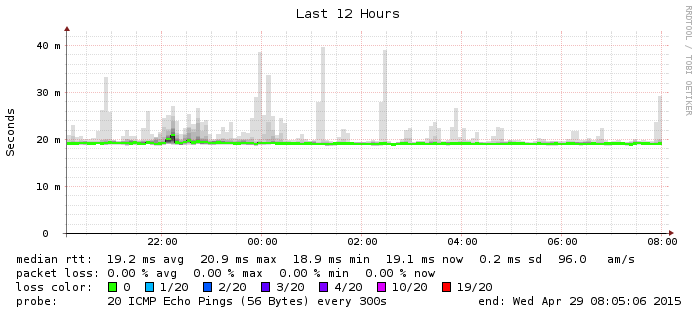 Last 12 Hours
RRDTOOL / TOBI OETIKER
Seconds
40 m
30 m
20 m
10 m
0
22:00 00:00 02:00 04:00 06:00 08:00
median rtt: 19.2 ms avg 20.9 ms max 18.9 ms min 19.1 ms now 0.2 ms sd 96.0 am/s
packet loss: 0.00 % avg 0.00 % max 0.00 % min 0.00 % now
loss color: 0 1/20 2/20 3/20 4/20 10/20 19/20
probe: 20 ICMP Echo Pings (56 Bytes) every 300s end: Wed Apr 29 08:05:06 2015